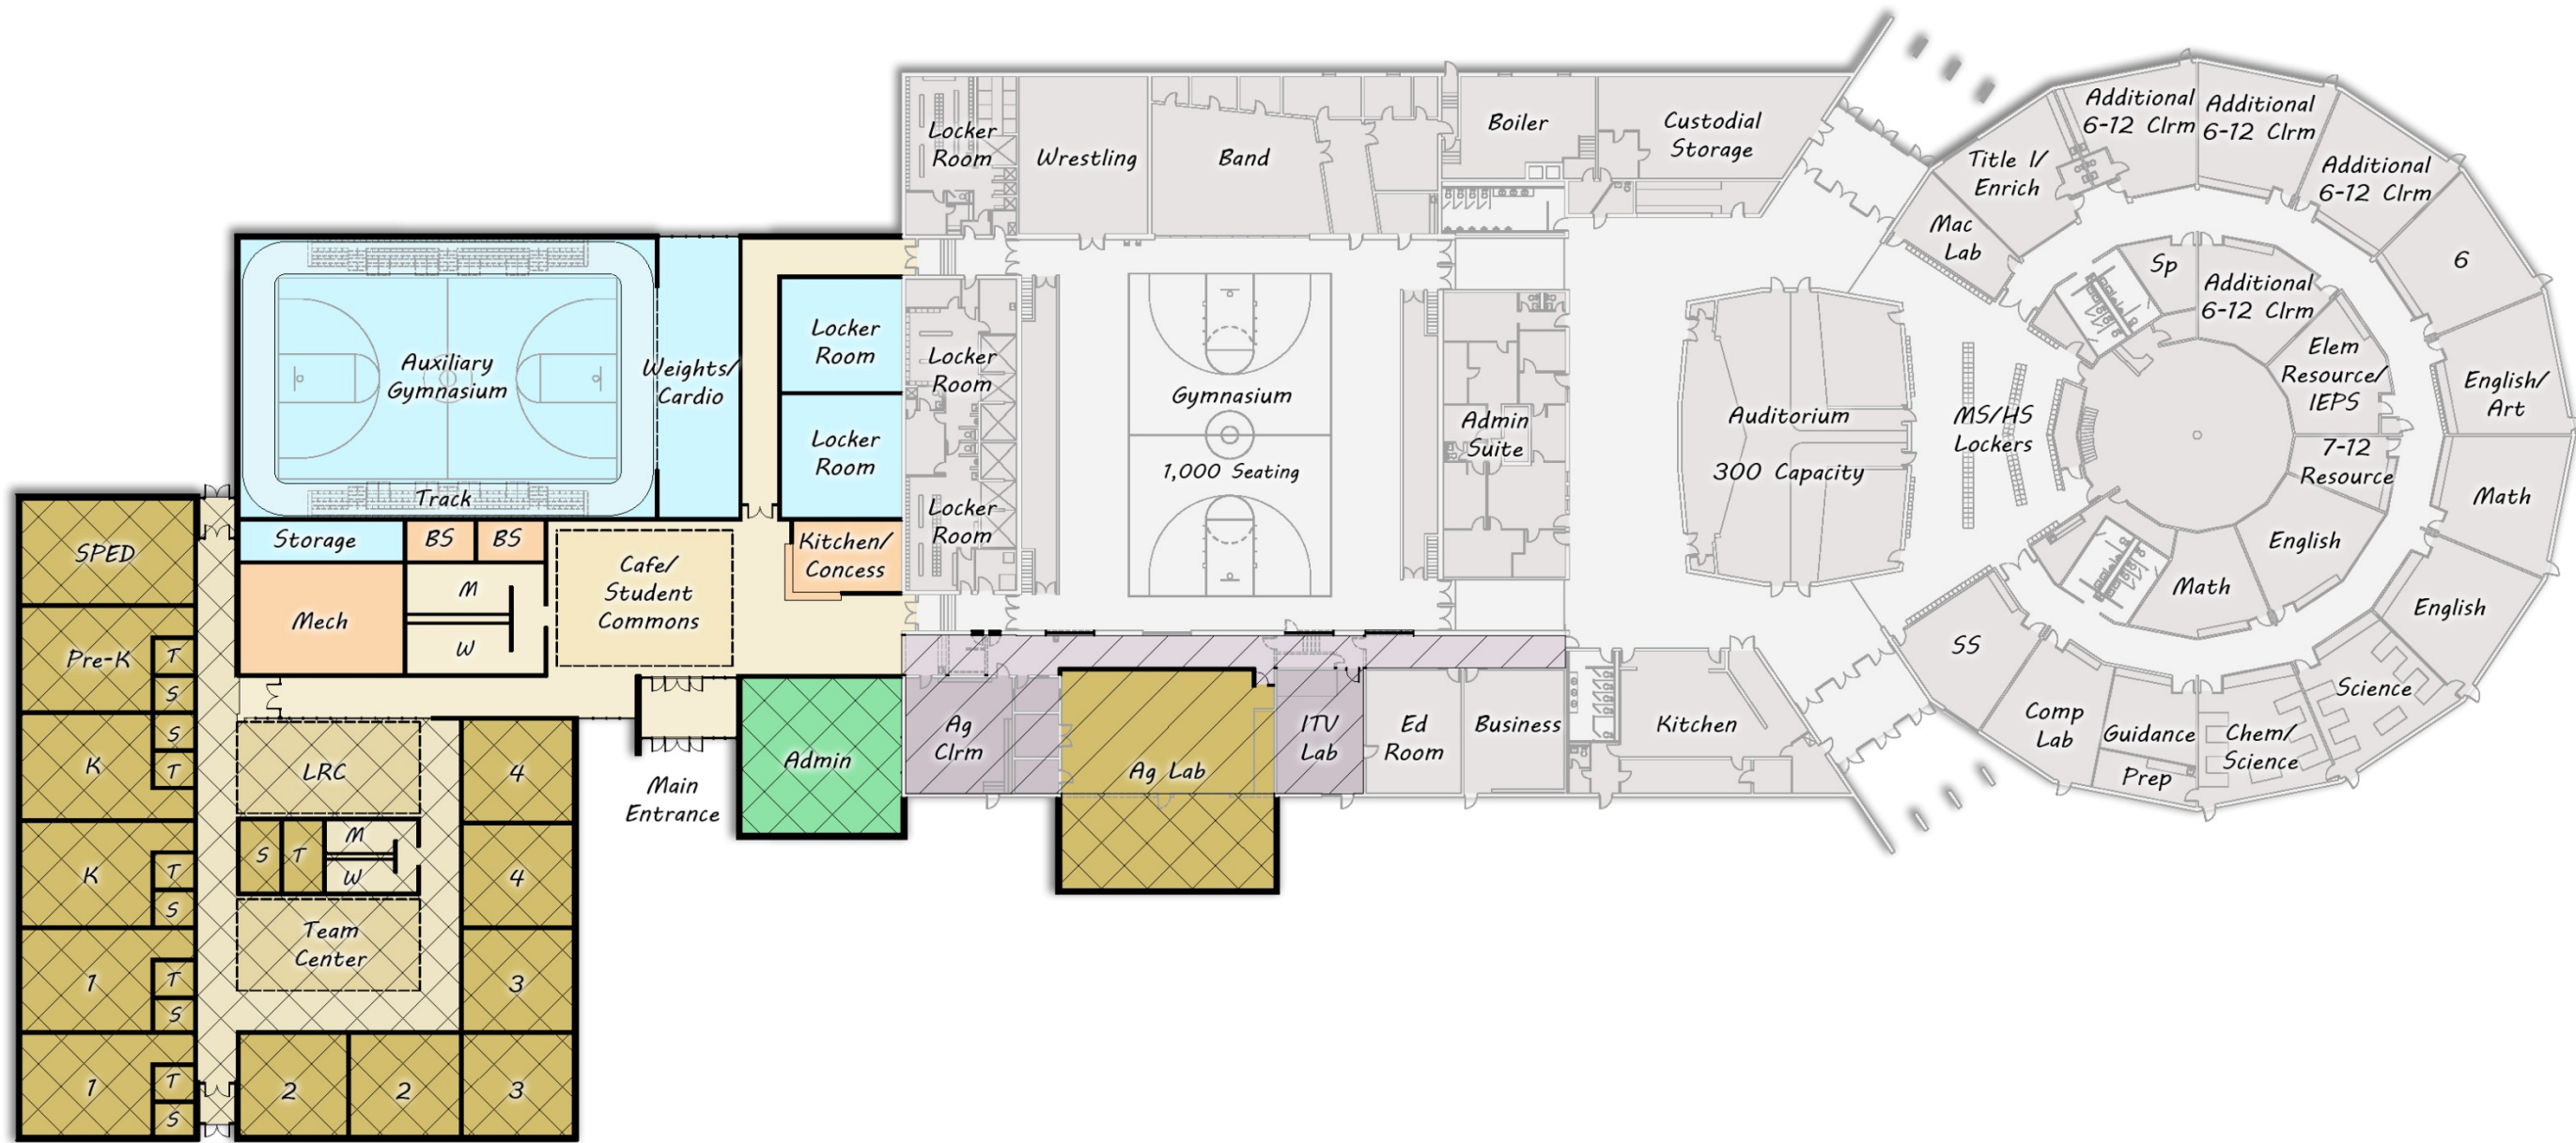 Locker
Room
Wrestling
Band
Boiler
Custodial
Storage
Title 1/
Enrich
Additional
6-12 Clrm
Additional
6-12 Clrm
Additional
6-12 Clrm
Mac
Lab
Sp
Additional
6-12 Clrm
6
Elem
Resource/
IEPS
English/
Art
7-12
Resource
Math
English
Math
English
Science
SS
Comp
Lab
Guidance
Prep
Chem/
Science
MS/HS
Lockers
Auditorium
300 Capacity
Admin
Suite
Gymnasium
1,000 Seating
Locker
Room
Locker
Room
Locker
Room
Locker
Room
Weights/
Cardio
Auxiliary
Gymnasium
Track
Storage
BS
BS
Mech
M
W
Cafe/
Student
Commons
Kitchen/
Concess
SPED
Pre-K
T
S
K
S
T
K
T
S
1
T
S
1
T
S
LRC
S
T
M
W
Team
Center
4
4
3
3
2
2
Main
Entrance
Admin
Ag
Clrm
Ag Lab
ITV
Lab
Ed
Room
Business
Kitchen